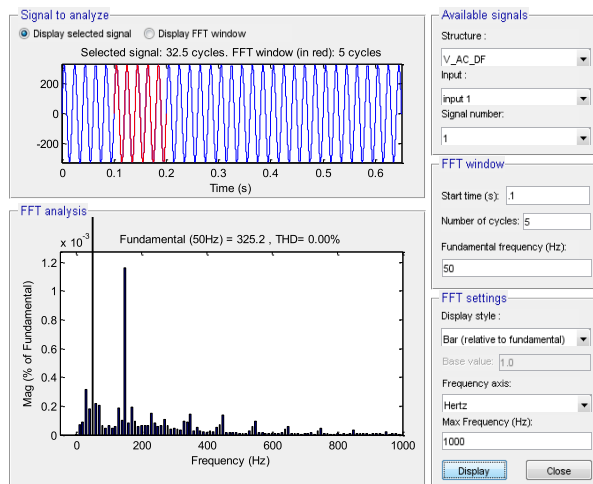 Signal to analyze
Display selected signal
Display FFT window
Selected signal: 32.5 cycles. FFT window (in red): 5 cycles
200
0
-200
0
0.1
0.2
0.3
0.4
0.5
0.6
Time (s)
FFT analysis
x 10^-3
Fundamental (50Hz) = 325.2 , THD= 0.00%
1.2
1
0.8
0.6
0.4
0.2
0
Mag (% of Fundamental)
0
200
400
600
800
1000
Frequency (Hz)
Available signals
Structure :
V_AC_DF
Input :
input 1
Signal number:
1
FFT window
Start time (s):
.1
Number of cycles:
5
Fundamental frequency (Hz):
50
FFT settings
Display style :
Bar (relative to fundamental)
Base value:
1.0
Frequency axis:
Hertz
Max Frequency (Hz):
1000
Display
Close